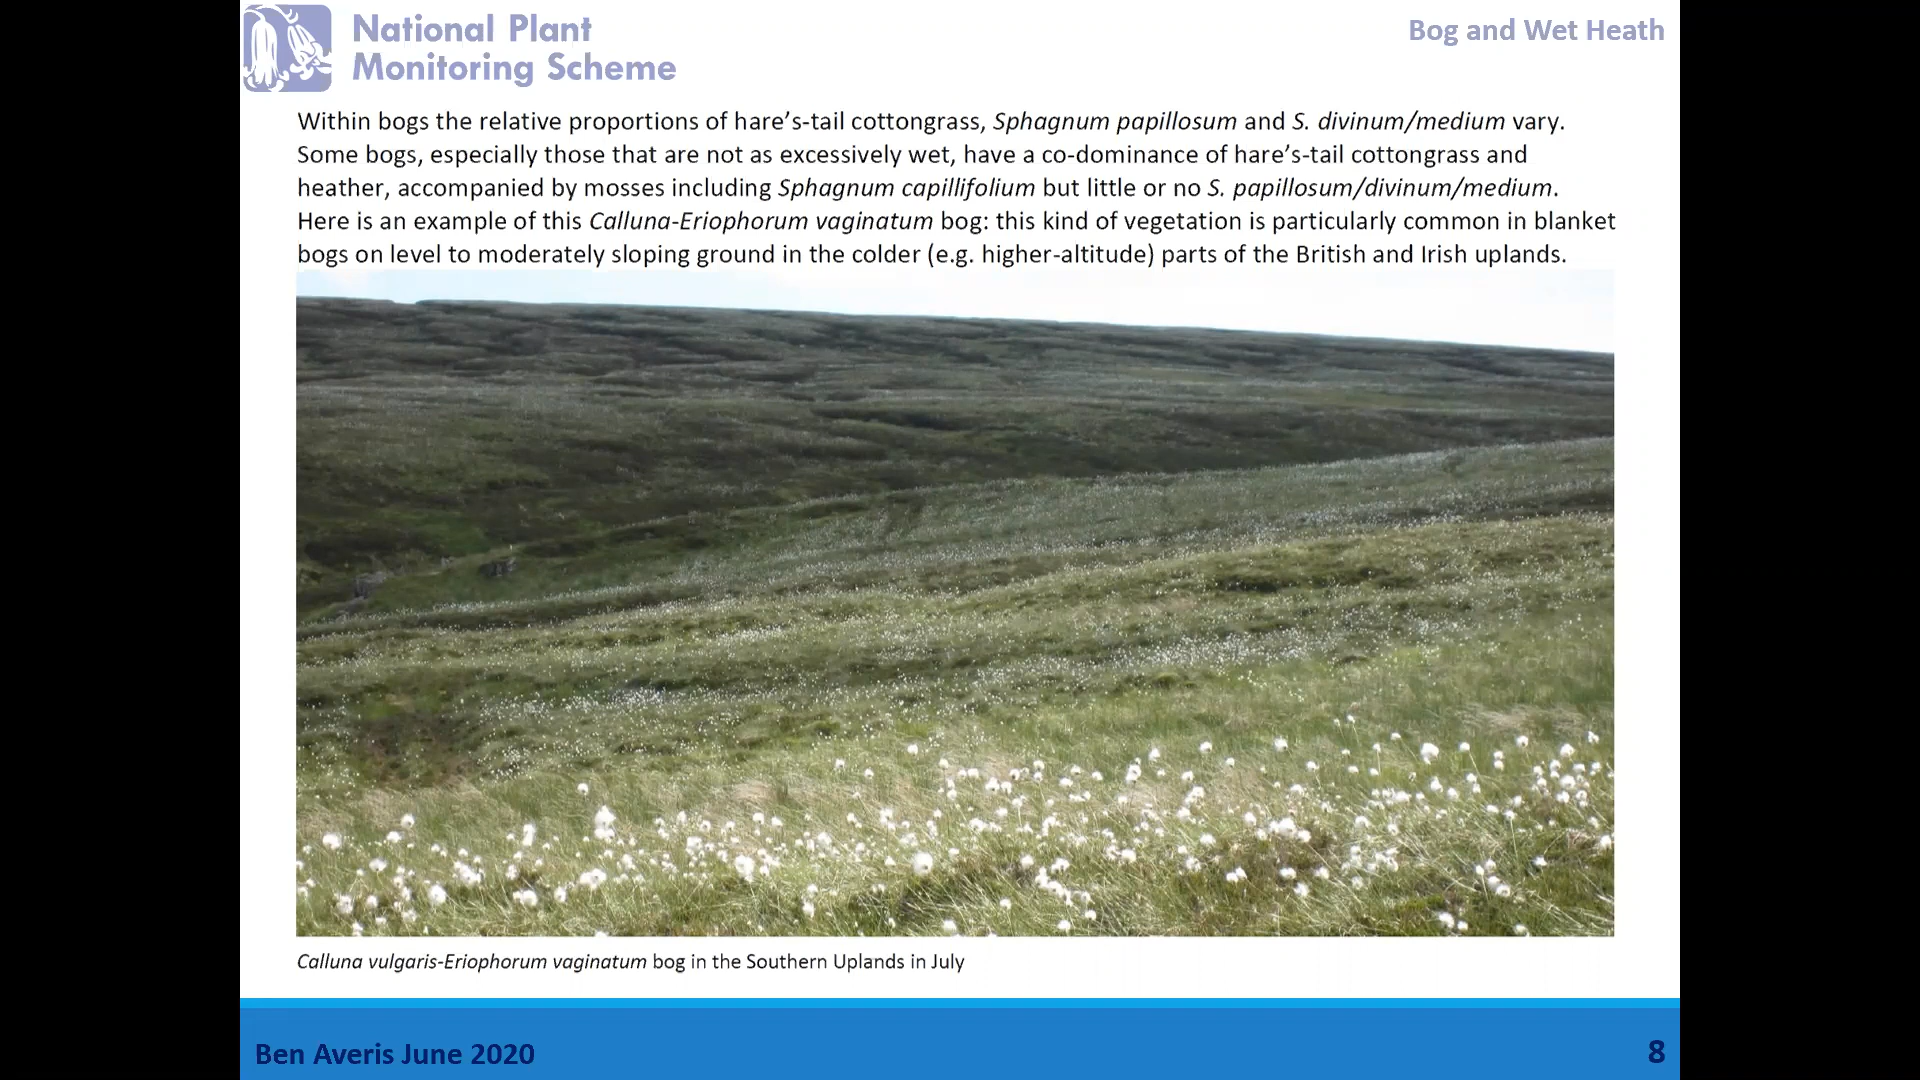 National Plant
Monitoring Scheme
Bog and Wet Heath
Within bogs the relative proportions of hare’s-tail cottongrass, Sphagnum papillosum and S. divinum/medium vary.
Some bogs, especially those that are not as excessively wet, have a co-dominance of hare’s-tail cottongrass and
heather, accompanied by mosses including Sphagnum capillifolium but little or no S. papillosum/divinum/medium.
Here is an example of this Calluna-Eriophorum vaginatum bog: this kind of vegetation is particularly common in blanket
bogs on level to moderately sloping ground in the colder (e.g. higher-altitude) parts of the British and Irish uplands.
Calluna vulgaris-Eriophorum vaginatum bog in the Southern Uplands in July
Ben Averis June 2020
8